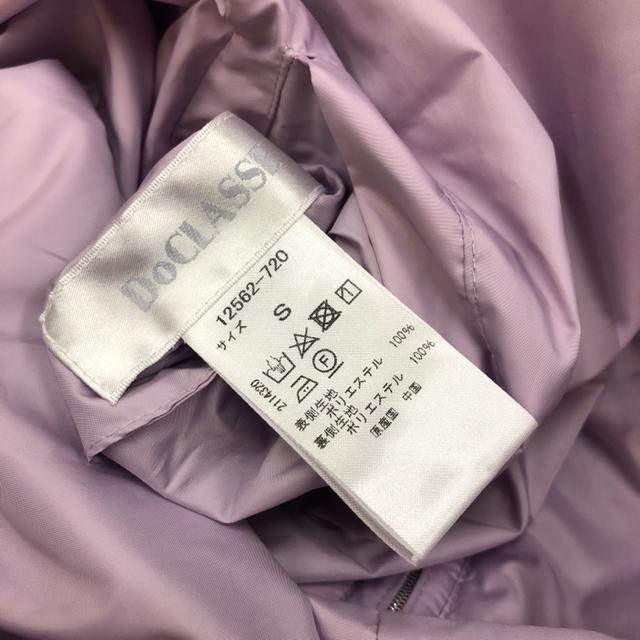 DoCLASSE
12562-720
サイズ
S
F
2114320
表側生地
ポリエステル 100%
裏側生地
ポリエステル 100%
原産国 中国